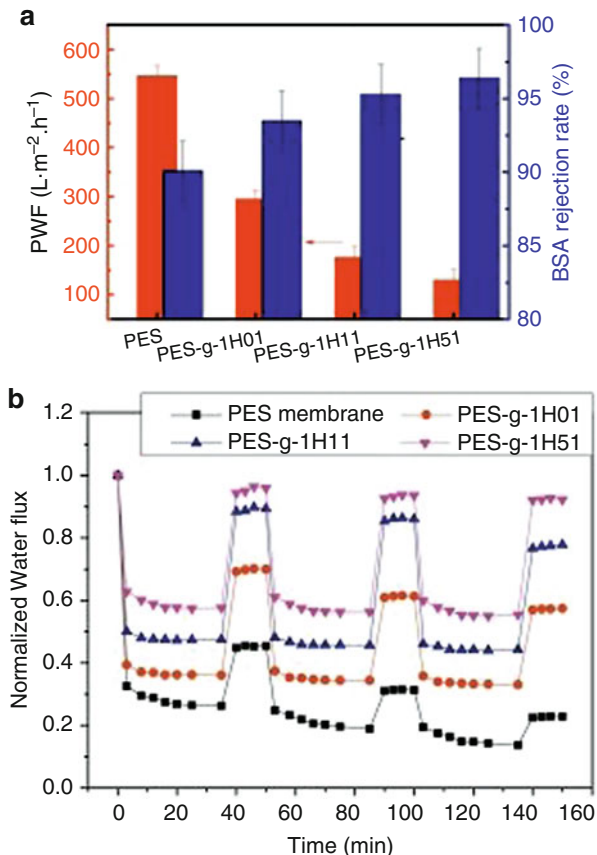 a
PWF (L·m⁻².h⁻¹)
600
500
400
300
200
100
100
95
90
85
80
BSA rejection rate (%)
PES
PES-g-1H01
PES-g-1H11
PES-g-1H51
b
PES membrane
PES-g-1H01
PES-g-1H11
PES-g-1H51
Normalized Water flux
1.2
1.0
0.8
0.6
0.4
0.2
0.0
0 20 40 60 80 100 120 140 160
Time (min)